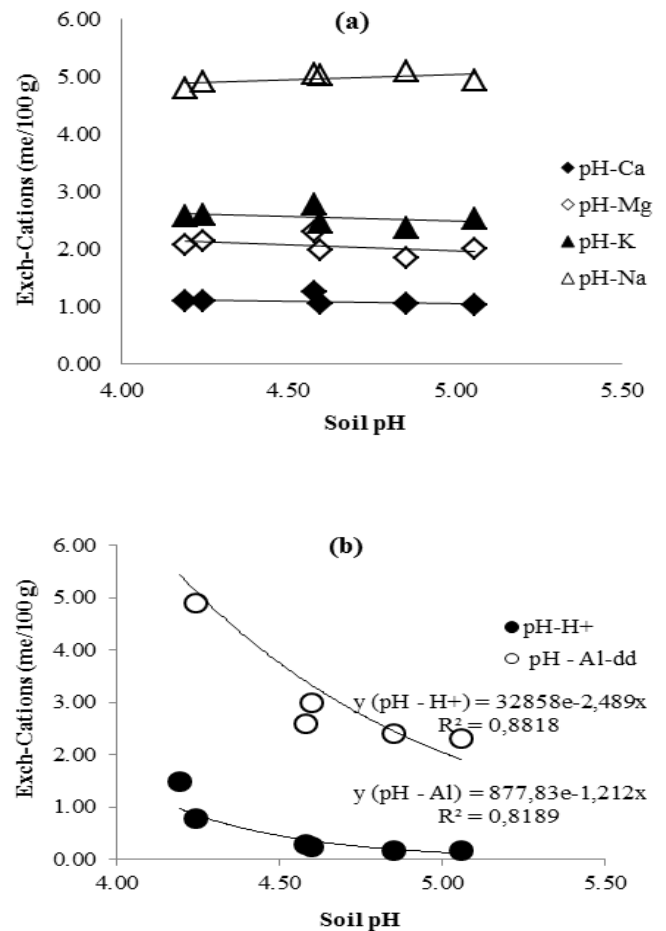 (a)
6.00
5.00
4.00
3.00
2.00
1.00
0.00
4.00 4.50 5.00 5.50
Exch-Cations (me/100 g)
Soil pH
pH-Ca
pH-Mg
pH-K
pH-Na
(b)
6.00
5.00
4.00
3.00
2.00
1.00
0.00
4.00 4.50 5.00 5.50
Exch-Cations (me/100 g)
Soil pH
pH-H+
pH - Al-dd
y (pH - H+) = 32858e-2,489x
R² = 0,8818
y (pH - Al) = 877,83e-1,212x
R² = 0,8189